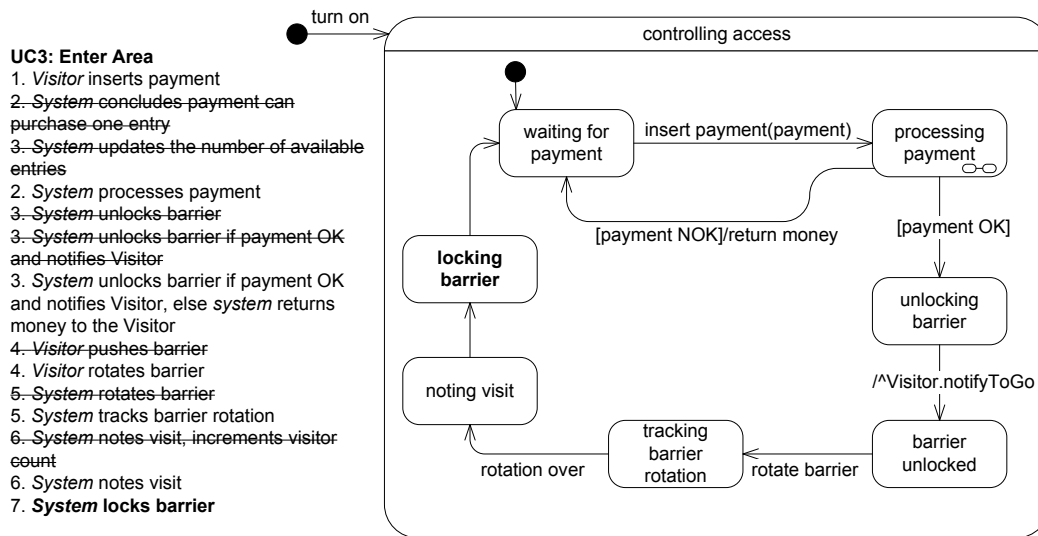 turn on
controlling access
UC3: Enter Area
1. Visitor inserts payment
2. System concludes payment can
purchase one entry
3. System updates the number of available
entries
2. System processes payment
3. System unlocks barrier
3. System unlocks barrier if payment OK
and notifies Visitor
3. System unlocks barrier if payment OK
and notifies Visitor, else system returns
money to the Visitor
4. Visitor pushes barrier
4. Visitor rotates barrier
5. System rotates barrier
5. System tracks barrier rotation
6. System notes visit, increments visitor
count
6. System notes visit
7. System locks barrier
waiting for
payment
insert payment(payment)
processing
payment
[payment NOK]/return money
[payment OK]
locking
barrier
unlocking
barrier
noting visit
/^Visitor.notifyToGo
tracking
barrier
rotation
barrier
unlocked
rotation over
rotate barrier